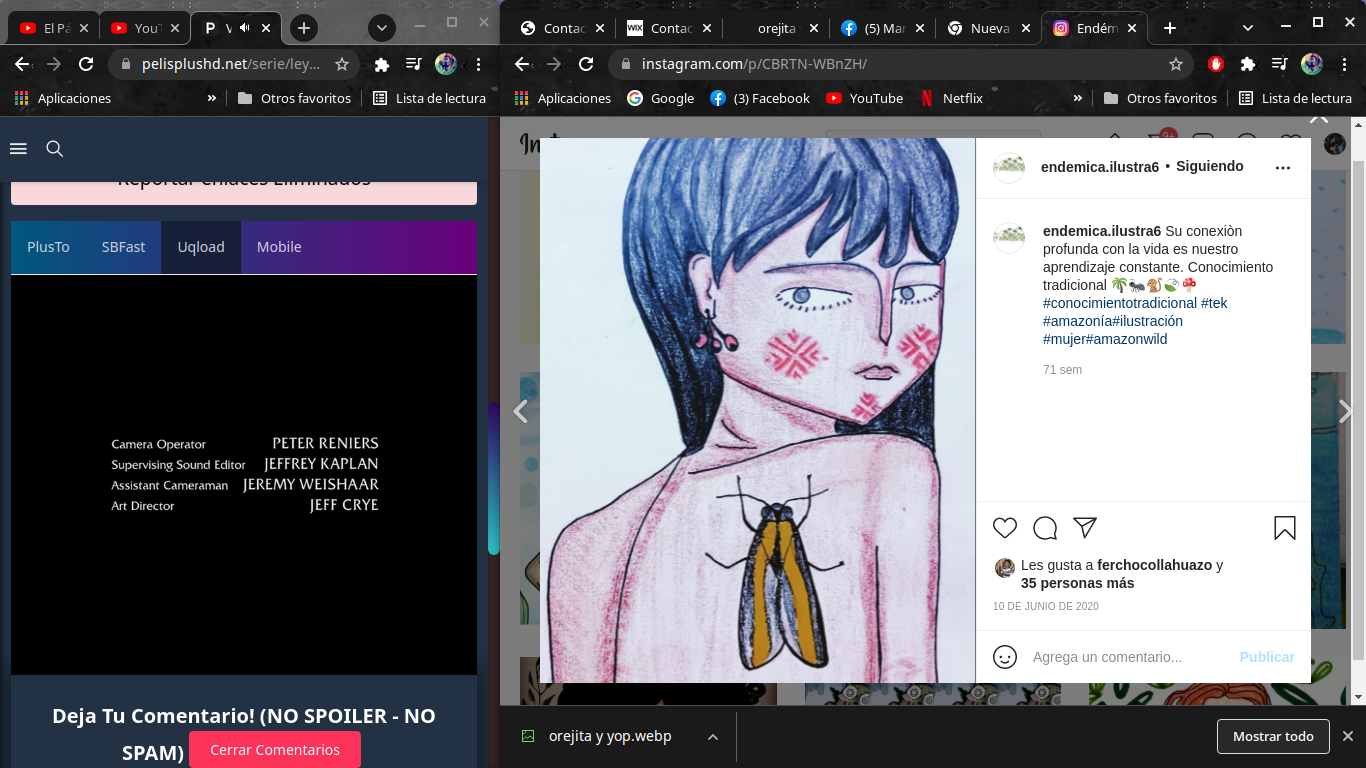 El Pá
YouT
V
pelisplushd.net/serie/ley...
Aplicaciones
»
Otros favoritos
Lista de lectura
Reportar enlaces Eliminados
PlusTo
SBFast
Uqload
Mobile
Camera Operator PETER RENIERS
Supervising Sound Editor JEFFREY KAPLAN
Assistant Cameraman JEREMY WEISHAAR
Art Director JEFF CRYE
Deja Tu Comentario! (NO SPOILER - NO
SPAM) Cerrar Comentarios
Contac
WIX Contac
orejita y
(5) Mar
Nueva
Endém
instagram.com/p/CBRTN-WBnZH/
Aplicaciones
Google
(3) Facebook
YouTube
Netflix
»
Otros favoritos
Lista de lectura
9+
endemica.ilustra6 • Siguiendo
endemica.ilustra6 Su conexiòn
profunda con la vida es nuestro
aprendizaje constante. Conocimiento
tradicional 🌴🐜🐒🍃🍄
#conocimientotradicional #tek
#amazonía#ilustración
#mujer#amazonwild
71 sem
Les gusta a ferchocollahuazo y
35 personas más
10 DE JUNIO DE 2020
Agrega un comentario... Publicar
orejita y yop.webp
Mostrar todo